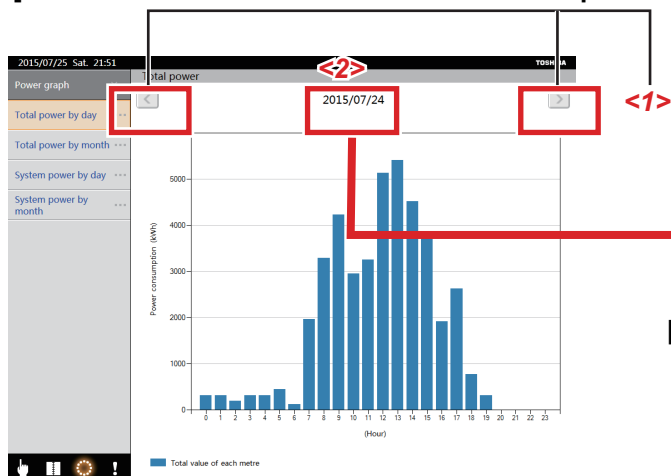 2015/07/25 Sat. 21:51
<2>
TOSHIBA
Power graph
Total power
<
2015/07/24
>
<1>
Total power by day
Total power by month
System power by day
System power by
month
Power consumption (kWh)
5000
4000
3000
2000
1000
0
0 1 2 3 4 5 6 7 8 9 10 11 12 13 14 15 16 17 18 19 20 21 22 23
(Hour)
Total value of each metre